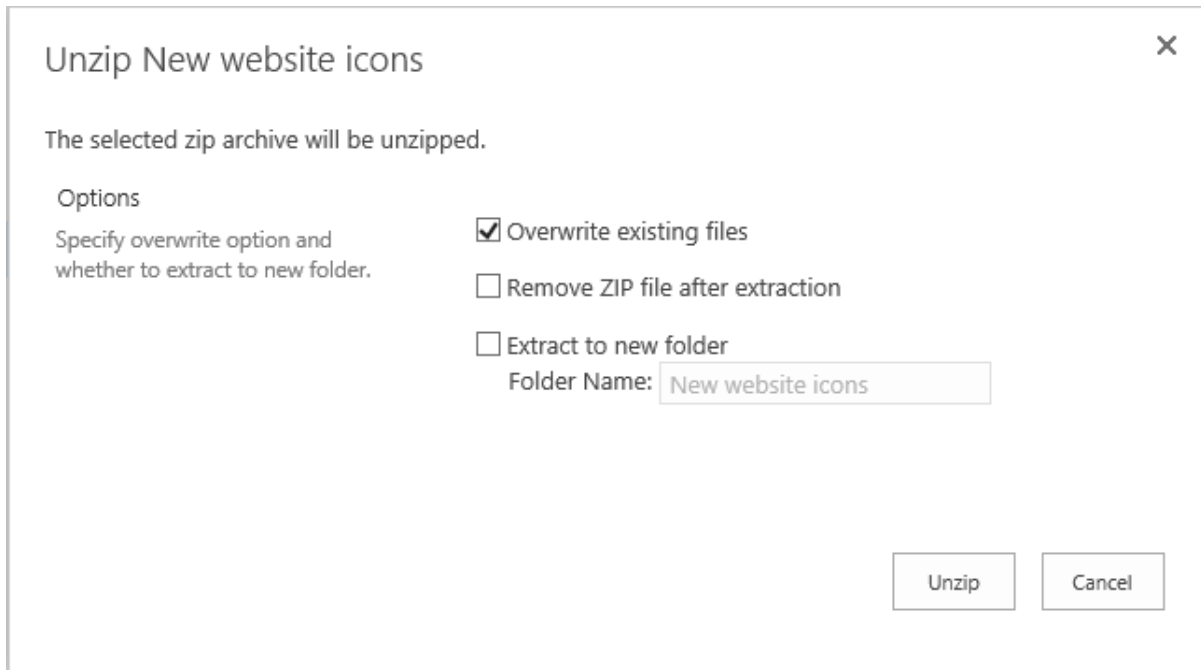 Unzip New website icons
The selected zip archive will be unzipped.
Options
Specify overwrite option and
whether to extract to new folder.
Overwrite existing files
Remove ZIP file after extraction
Extract to new folder
Folder Name: New website icons
Unzip Cancel